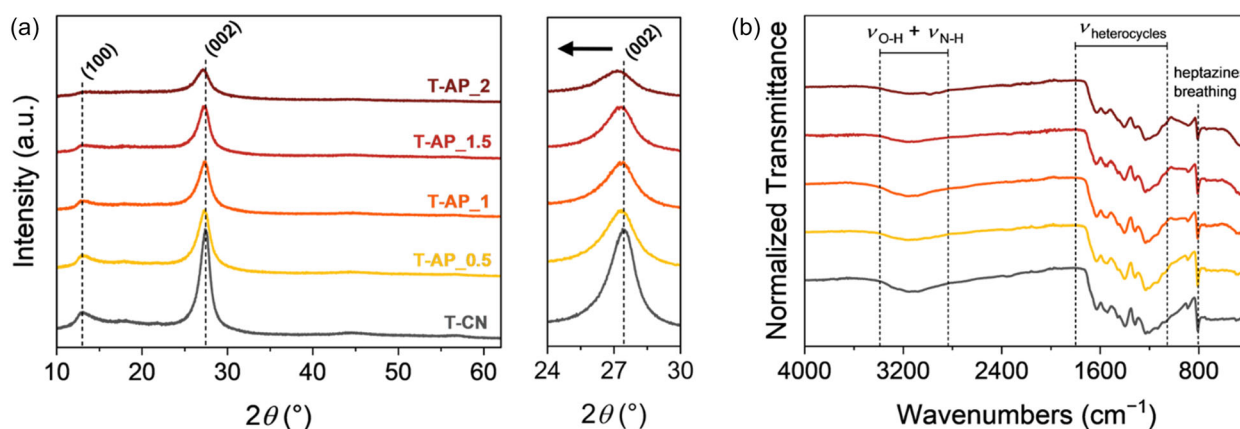 (a)
Intensity (a.u.)
(100)
(002)
T-AP_2
T-AP_1.5
T-AP_1
T-AP_0.5
T-CN
10 20 30 40 50 60
2θ (°)
(002)
24 27 30
2θ (°)
(b)
Normalized Transmittance
νO-H + νN-H
νheterocycles
heptazine
breathing
4000 3200 2400 1600 800
Wavenumbers (cm⁻¹)